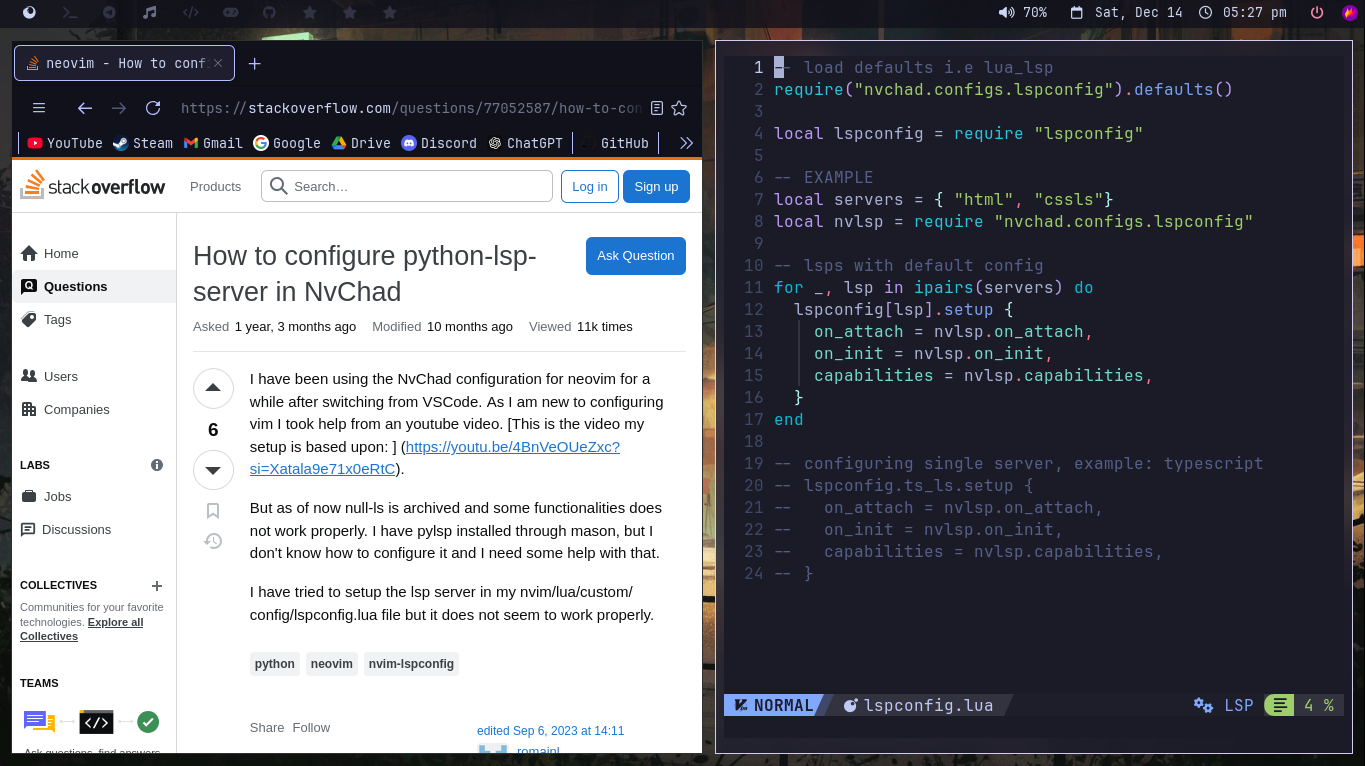 70% Sat, Dec 14 05:27 pm
neovim - How to conf
https://stackoverflow.com/questions/77052587/how-to-con
YouTube Steam Gmail Google Drive Discord ChatGPT GitHub
stackoverflow Products Search… Log in Sign up
Home
Questions
Tags
Users
Companies
LABS
Jobs
Discussions
COLLECTIVES
Communities for your favorite
technologies. Explore all
Collectives
TEAMS
Ask questions, find answers
How to configure python-lsp-
server in NvChad
Ask Question
Asked 1 year, 3 months ago Modified 10 months ago Viewed 11k times
6
I have been using the NvChad configuration for neovim for a
while after switching from VSCode. As I am new to configuring
vim I took help from an youtube video. [This is the video my
setup is based upon: ] (https://youtu.be/4BnVeOUeZxc?
si=Xatala9e71x0eRtC).
But as of now null-ls is archived and some functionalities does
not work properly. I have pylsp installed through mason, but I
don't know how to configure it and I need some help with that.
I have tried to setup the lsp server in my nvim/lua/custom/
config/lspconfig.lua file but it does not seem to work properly.
python neovim nvim-lspconfig
Share Follow
edited Sep 6, 2023 at 14:11
romainl
1 -- load defaults i.e lua_lsp
2 require("nvchad.configs.lspconfig").defaults()
3
4 local lspconfig = require "lspconfig"
5
6 -- EXAMPLE
7 local servers = { "html", "cssls"}
8 local nvlsp = require "nvchad.configs.lspconfig"
9
10 -- lsps with default config
11 for _, lsp in ipairs(servers) do
12   lspconfig[lsp].setup {
13     on_attach = nvlsp.on_attach,
14     on_init = nvlsp.on_init,
15     capabilities = nvlsp.capabilities,
16   }
17 end
18
19 -- configuring single server, example: typescript
20 -- lspconfig.ts_ls.setup {
21 --   on_attach = nvlsp.on_attach,
22 --   on_init = nvlsp.on_init,
23 --   capabilities = nvlsp.capabilities,
24 -- }
NORMAL lspconfig.lua LSP 4 %